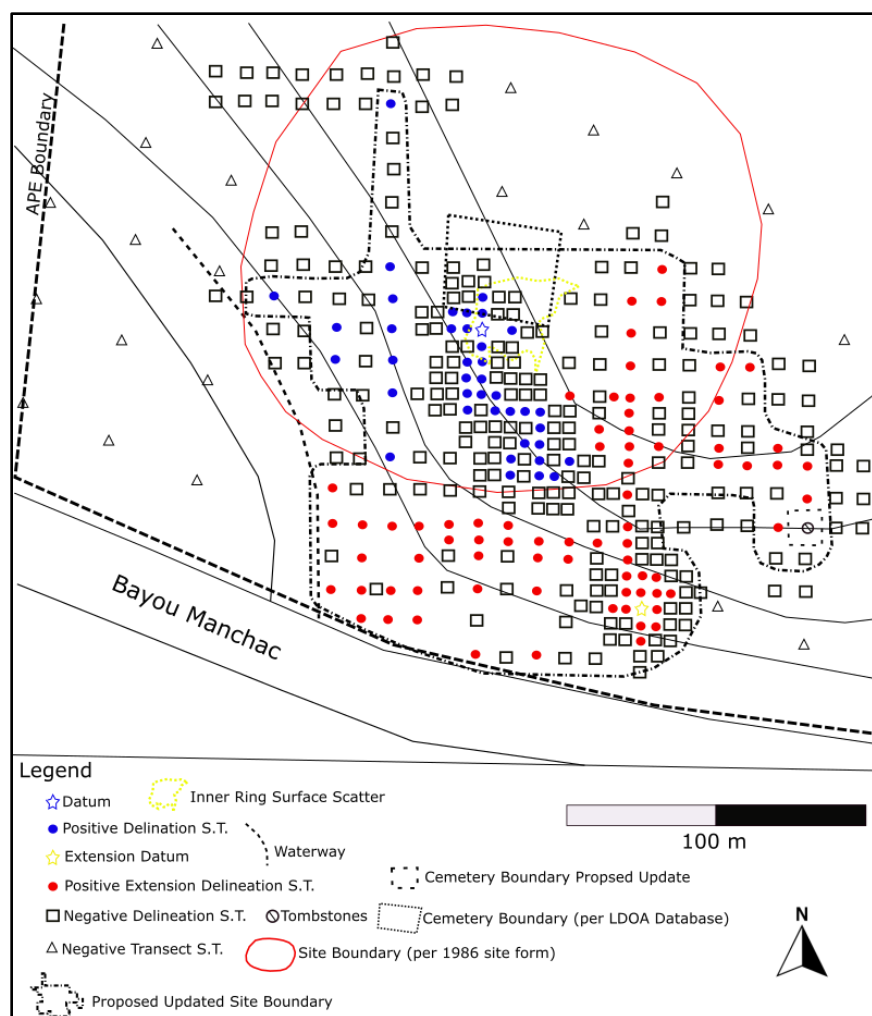 APE Boundary
Bayou Manchac
Legend
Datum
Inner Ring Surface Scatter
Positive Delination S.T.
Waterway
Extension Datum
Positive Extension Delineation S.T.
Cemetery Boundary Propsed Update
Negative Delineation S.T.
Tombstones
Cemetery Boundary (per LDOA Database)
Negative Transect S.T.
Site Boundary (per 1986 site form)
Proposed Updated Site Boundary
100 m
N